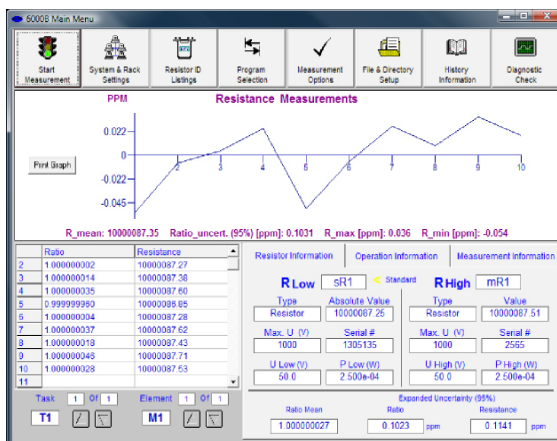 6000B Main Menu
Start Measurement
System & Rack Settings
Resistor ID Listings
Program Selection
Measurement Options
File & Directory Setup
History Information
Diagnostic Check
PPM Resistance Measurements
0.022
0
-0.022
-0.045
1 2 3 4 5 6 7 8 9 10
Print Graph
R_mean: 10000087.35 Ratio_uncert. (95%) [ppm]: 0.1031 R_max [ppm]: 0.036 R_min [ppm]: -0.054
Ratio Resistance
2 1.000000002 10000087.27
3 1.000000014 10000087.38
4 1.000000035 10000087.60
5 0.999999960 10000086.85
6 1.000000004 10000087.28
7 1.000000037 10000087.62
8 1.000000018 10000087.43
9 1.000000046 10000087.71
10 1.000000028 10000087.53
11
Task 1 Of 1 Element 1 Of 1
T1 M1
Resistor Information Operation Information Measurement Information
R Low sR1 < Standard R High mR1
Type Absolute Value Type Value
Resistor 10000087.25 Resistor 10000087.51
Max. U (V) Serial # Max. U (V) Serial #
1000 1305135 1000 2565
U Low (V) P Low (W) U High (V) P High (W)
50.0 2.500e-04 50.0 2.500e-04
Expanded Uncertainty (95%)
Ratio Mean Ratio Resistance
1.000000027 0.1023 ppm 0.1141 ppm